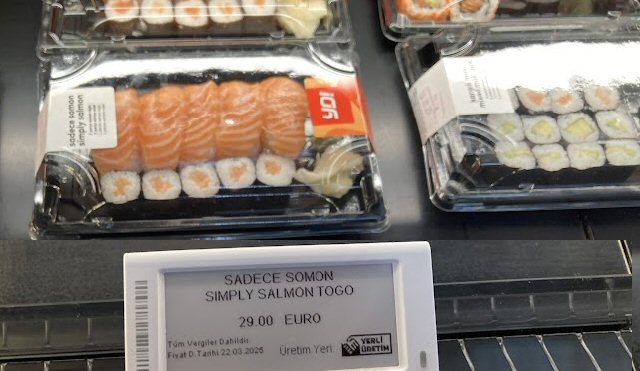 sadece somon
simply salmon
YO!
SADECE SOMON
SIMPLY SALMON TOGO
29.00 EURO
Tüm Vergiler Dahildir.
Fiyat D.Tarihi:22.03.2025
Üretim Yeri:
YERLİ
ÜRETİM